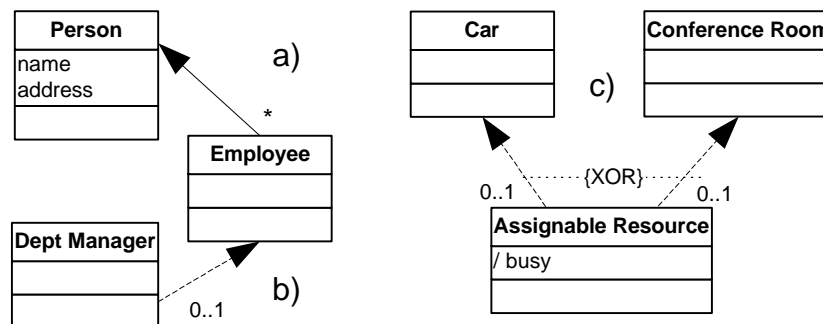 Person
name
address
a)
*
Employee
Dept Manager
0..1
b)
Car
Conference Room
c)
{XOR}
0..1
0..1
Assignable Resource
/ busy